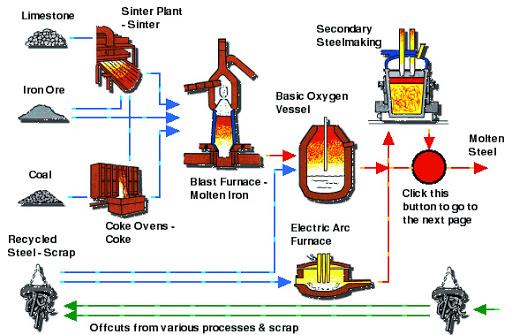 Limestone
Sinter Plant
- Sinter
Secondary
Steelmaking
Iron Ore
Basic Oxygen
Vessel
Molten
Steel
Coal
Blast Furnace -
Molten Iron
Click this
button to go to
the next page
Coke Ovens -
Coke
Recycled
Steel - Scrap
Electric Arc
Furnace
Offcuts from various processes & scrap